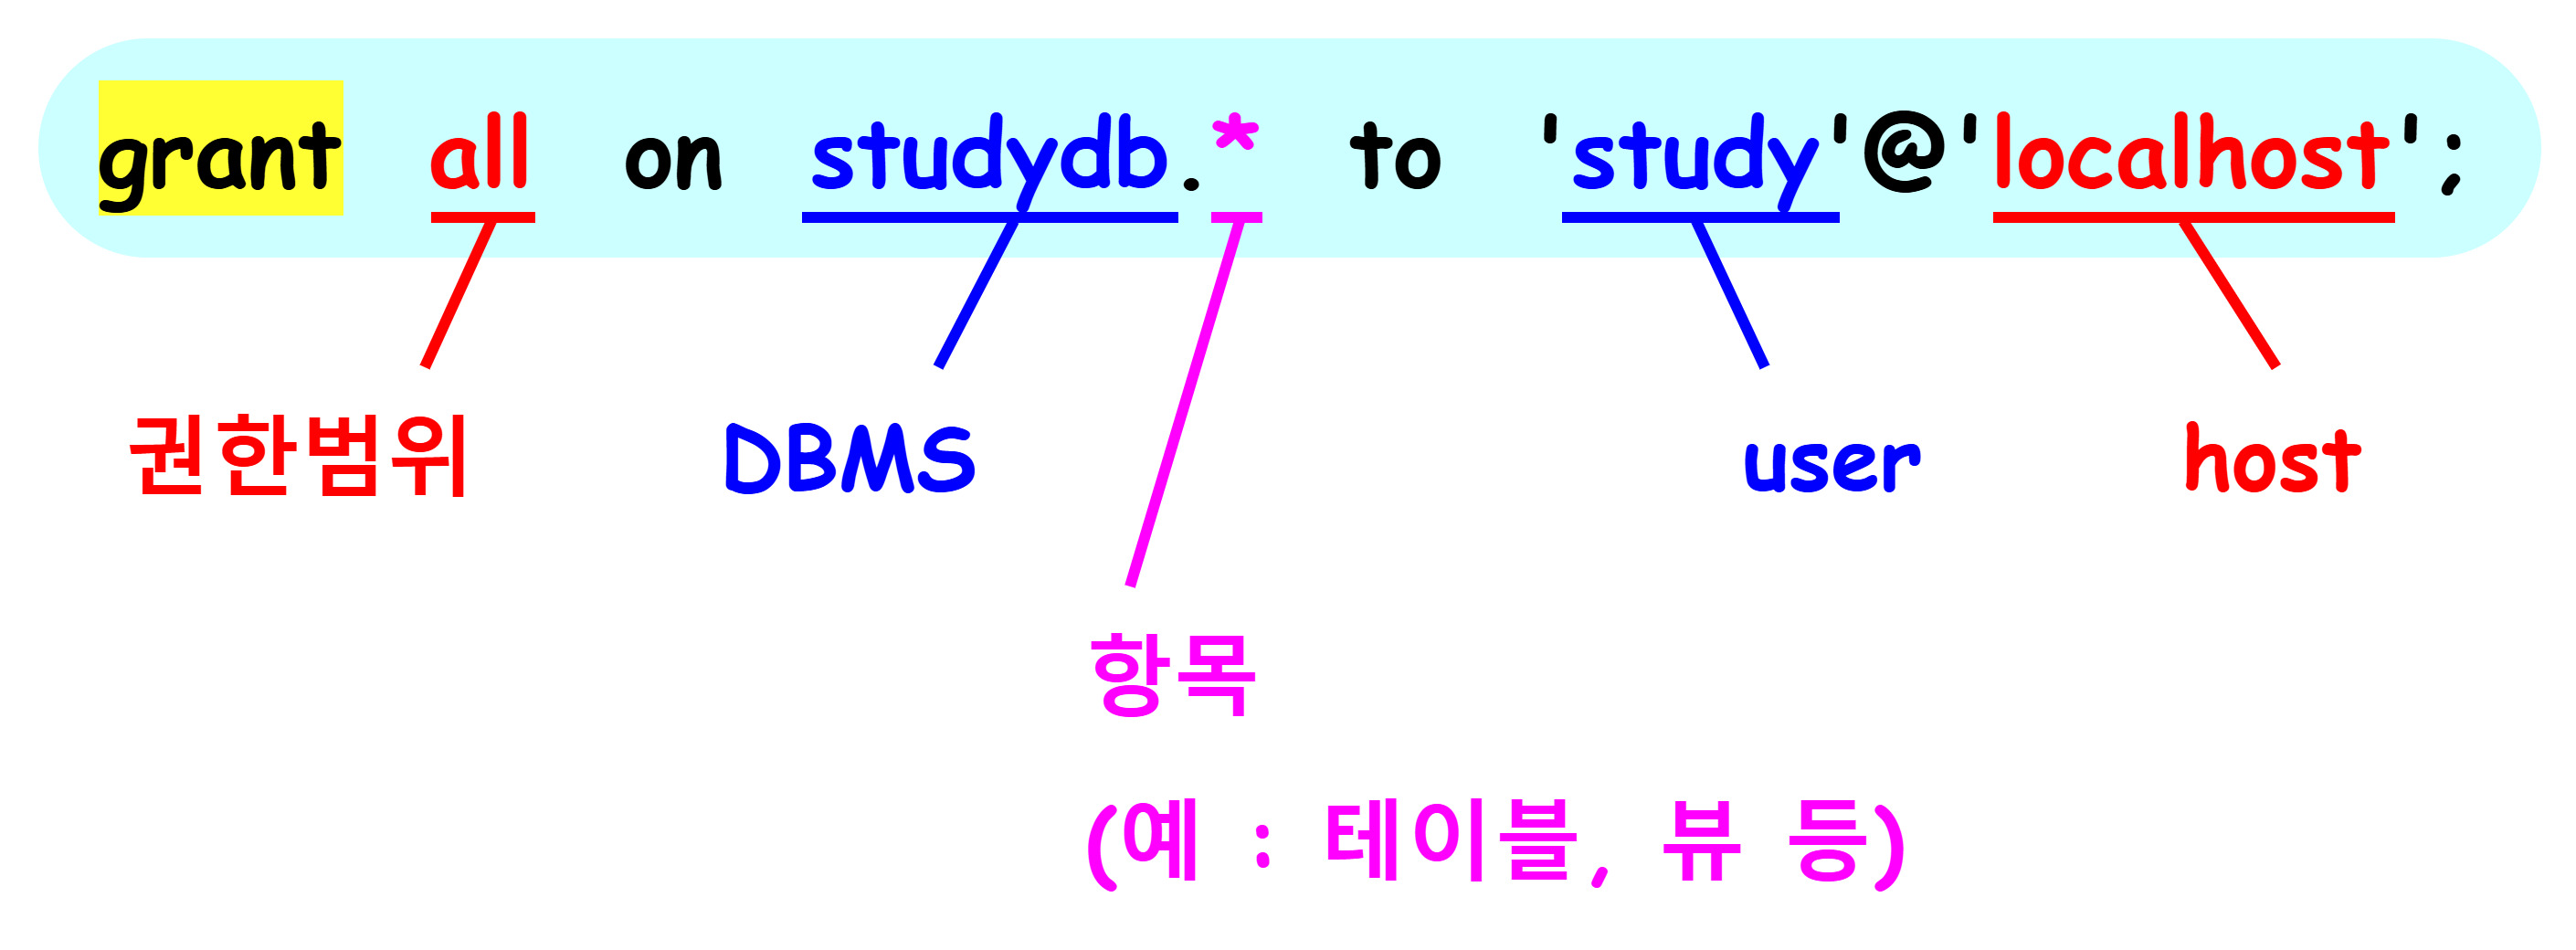 grant all on studydb.* to 'study'@'localhost';
권한범위 DBMS user host
항목
(예 : 테이블, 뷰 등)